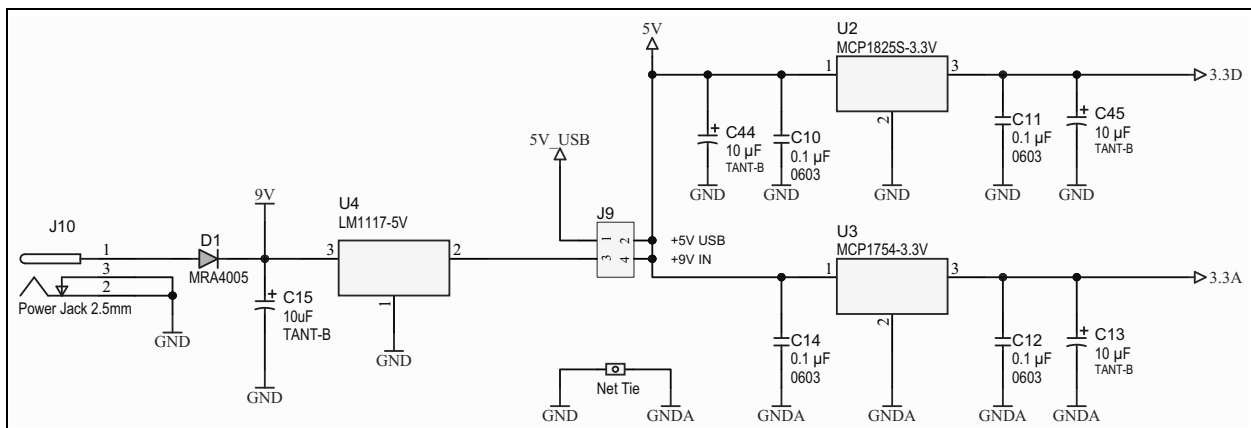 5V
U2
MCP1825S-3.3V
1
3
2
3.3D
C44
10 µF
TANT-B
C10
0.1 µF
0603
C11
0.1 µF
0603
C45
10 µF
TANT-B
GND
GND
GND
GND
GND
5V_USB
9V
J10
1
3
2
Power Jack 2.5mm
GND
D1
MRA4005
C15
10uF
TANT-B
GND
U4
LM1117-5V
3
2
1
GND
J9
1
2
3
4
+5V USB
+9V IN
U3
MCP1754-3.3V
1
3
2
3.3A
C14
0.1 µF
0603
C12
0.1 µF
0603
C13
10 µF
TANT-B
Net Tie
GND
GNDA
GNDA
GNDA
GNDA
GNDA